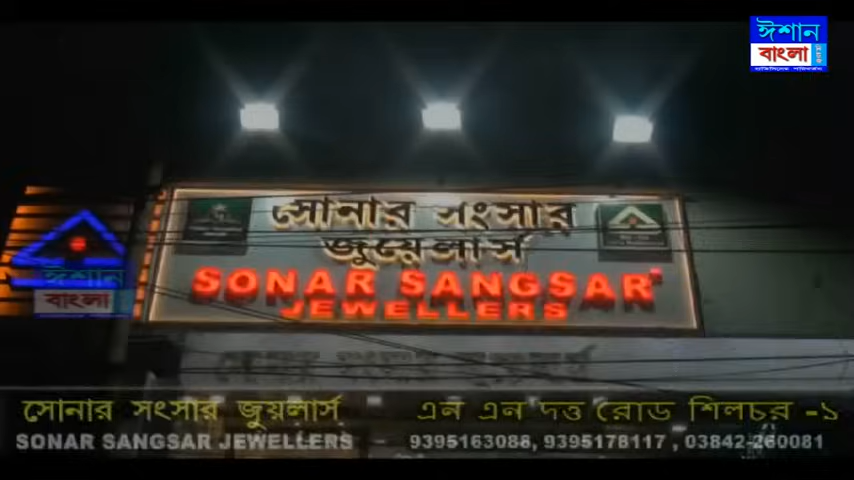 ঈশান
বাংলা
সোনার সংসার
জুয়েলার্স
SONAR SANGSAR
JEWELLERS
ঈশান
বাংলা
সোনার সংসার জুয়লার্স
এন এন দত্ত রোড শিলচর -১
SONAR SANGSAR JEWELLERS
9395163088, 9395178117 , 03842-260081